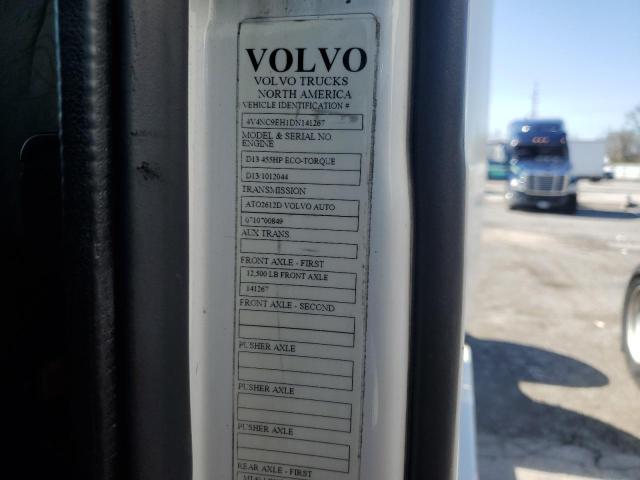 VOLVO
VOLVO TRUCKS
NORTH AMERICA
VEHICLE IDENTIFICATION #
4V4NC9EH1DN141267
MODEL & SERIAL NO.
ENGINE
D13 455HP ECO-TORQUE
D13/1012044
TRANSMISSION
ATO2612D VOLVO AUTO
0710700849
AUX TRANS
FRONT AXLE - FIRST
12,500 LB FRONT AXLE
141267
FRONT AXLE - SECOND
PUSHER AXLE
PUSHER AXLE
PUSHER AXLE
REAR AXLE - FIRST